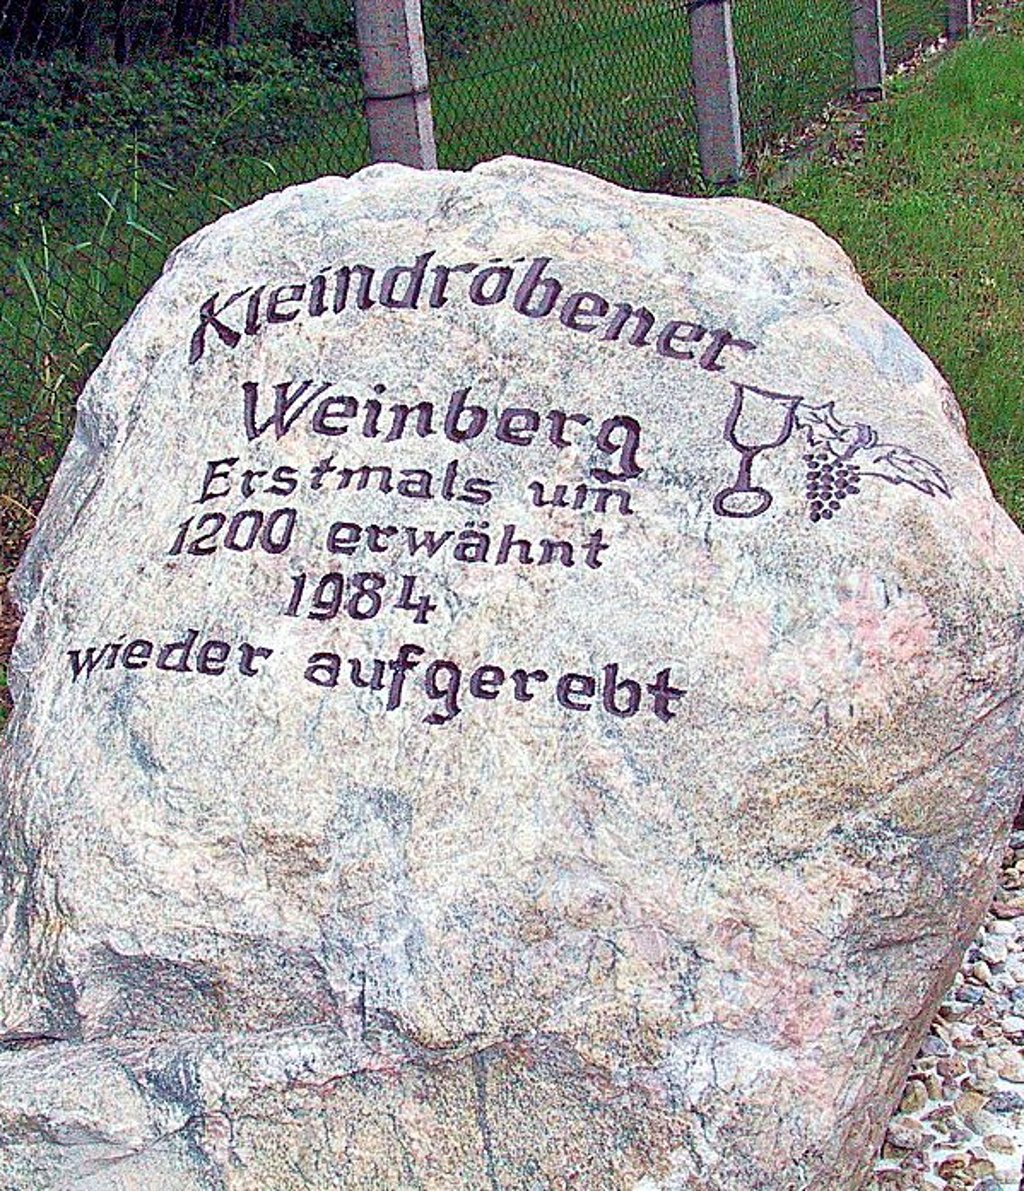 Kleindröbener
Weinberg
Erstmals um
1200 erwähnt
1984
wieder aufgerebt